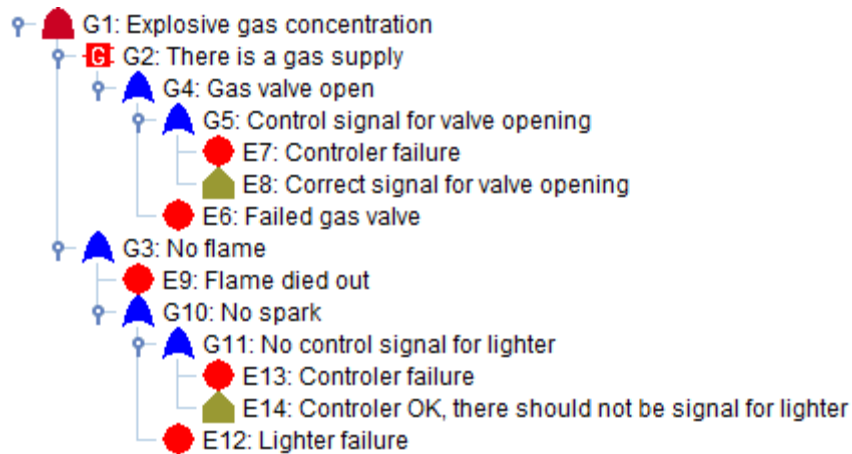 G1: Explosive gas concentration
G G2: There is a gas supply
G4: Gas valve open
G5: Control signal for valve opening
E7: Controler failure
E8: Correct signal for valve opening
E6: Failed gas valve
G3: No flame
E9: Flame died out
G10: No spark
G11: No control signal for lighter
E13: Controler failure
E14: Controler OK, there should not be signal for lighter
E12: Lighter failure